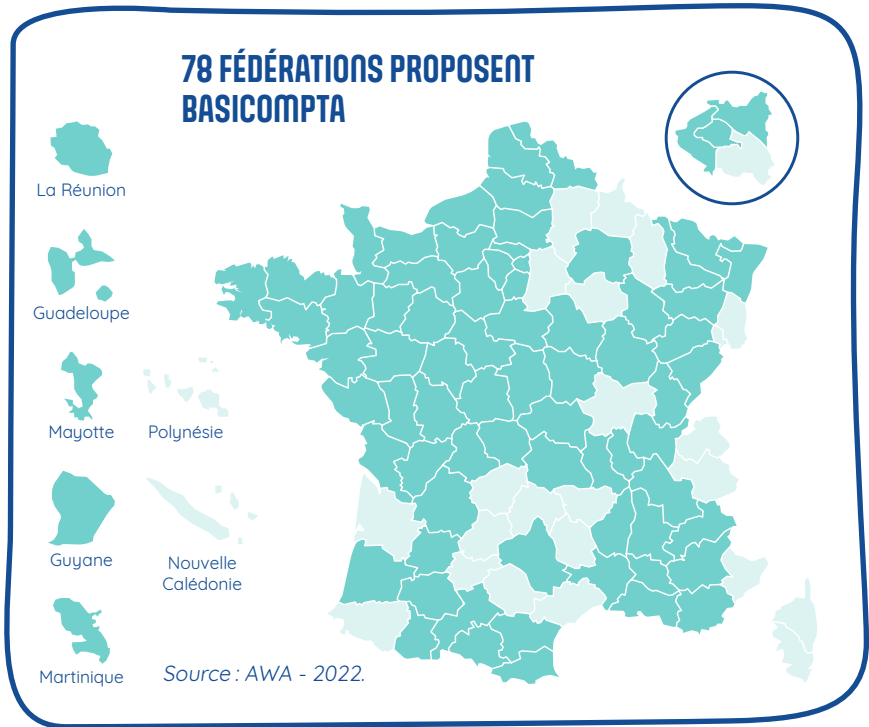 78 FÉDÉRATIONS PROPOSENT
BASICOMPTA
La Réunion
Guadeloupe
Mayotte
Polynésie
Guyane
Nouvelle
Calédonie
Martinique
Source : AWA - 2022.